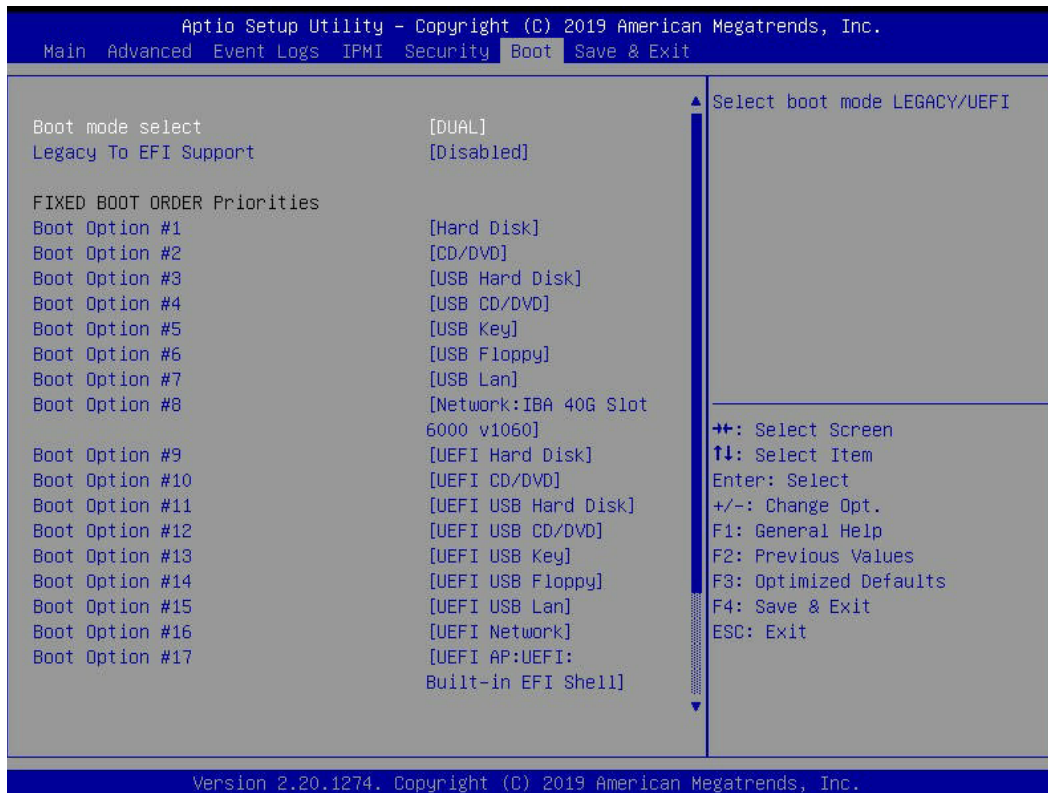 Aptio Setup Utility – Copyright (C) 2019 American Megatrends, Inc.
Main Advanced Event Logs IPMI Security Boot Save & Exit
Boot mode select [DUAL]
Legacy To EFI Support [Disabled]
FIXED BOOT ORDER Priorities
Boot Option #1 [Hard Disk]
Boot Option #2 [CD/DVD]
Boot Option #3 [USB Hard Disk]
Boot Option #4 [USB CD/DVD]
Boot Option #5 [USB Key]
Boot Option #6 [USB Floppy]
Boot Option #7 [USB Lan]
Boot Option #8 [Network:IBA 40G Slot
6000 v1060]
Boot Option #9 [UEFI Hard Disk]
Boot Option #10 [UEFI CD/DVD]
Boot Option #11 [UEFI USB Hard Disk]
Boot Option #12 [UEFI USB CD/DVD]
Boot Option #13 [UEFI USB Key]
Boot Option #14 [UEFI USB Floppy]
Boot Option #15 [UEFI USB Lan]
Boot Option #16 [UEFI Network]
Boot Option #17 [UEFI AP:UEFI:
Built-in EFI Shell]
Select boot mode LEGACY/UEFI
→←: Select Screen
↑↓: Select Item
Enter: Select
+/-: Change Opt.
F1: General Help
F2: Previous Values
F3: Optimized Defaults
F4: Save & Exit
ESC: Exit
Version 2.20.1274. Copyright (C) 2019 American Megatrends, Inc.